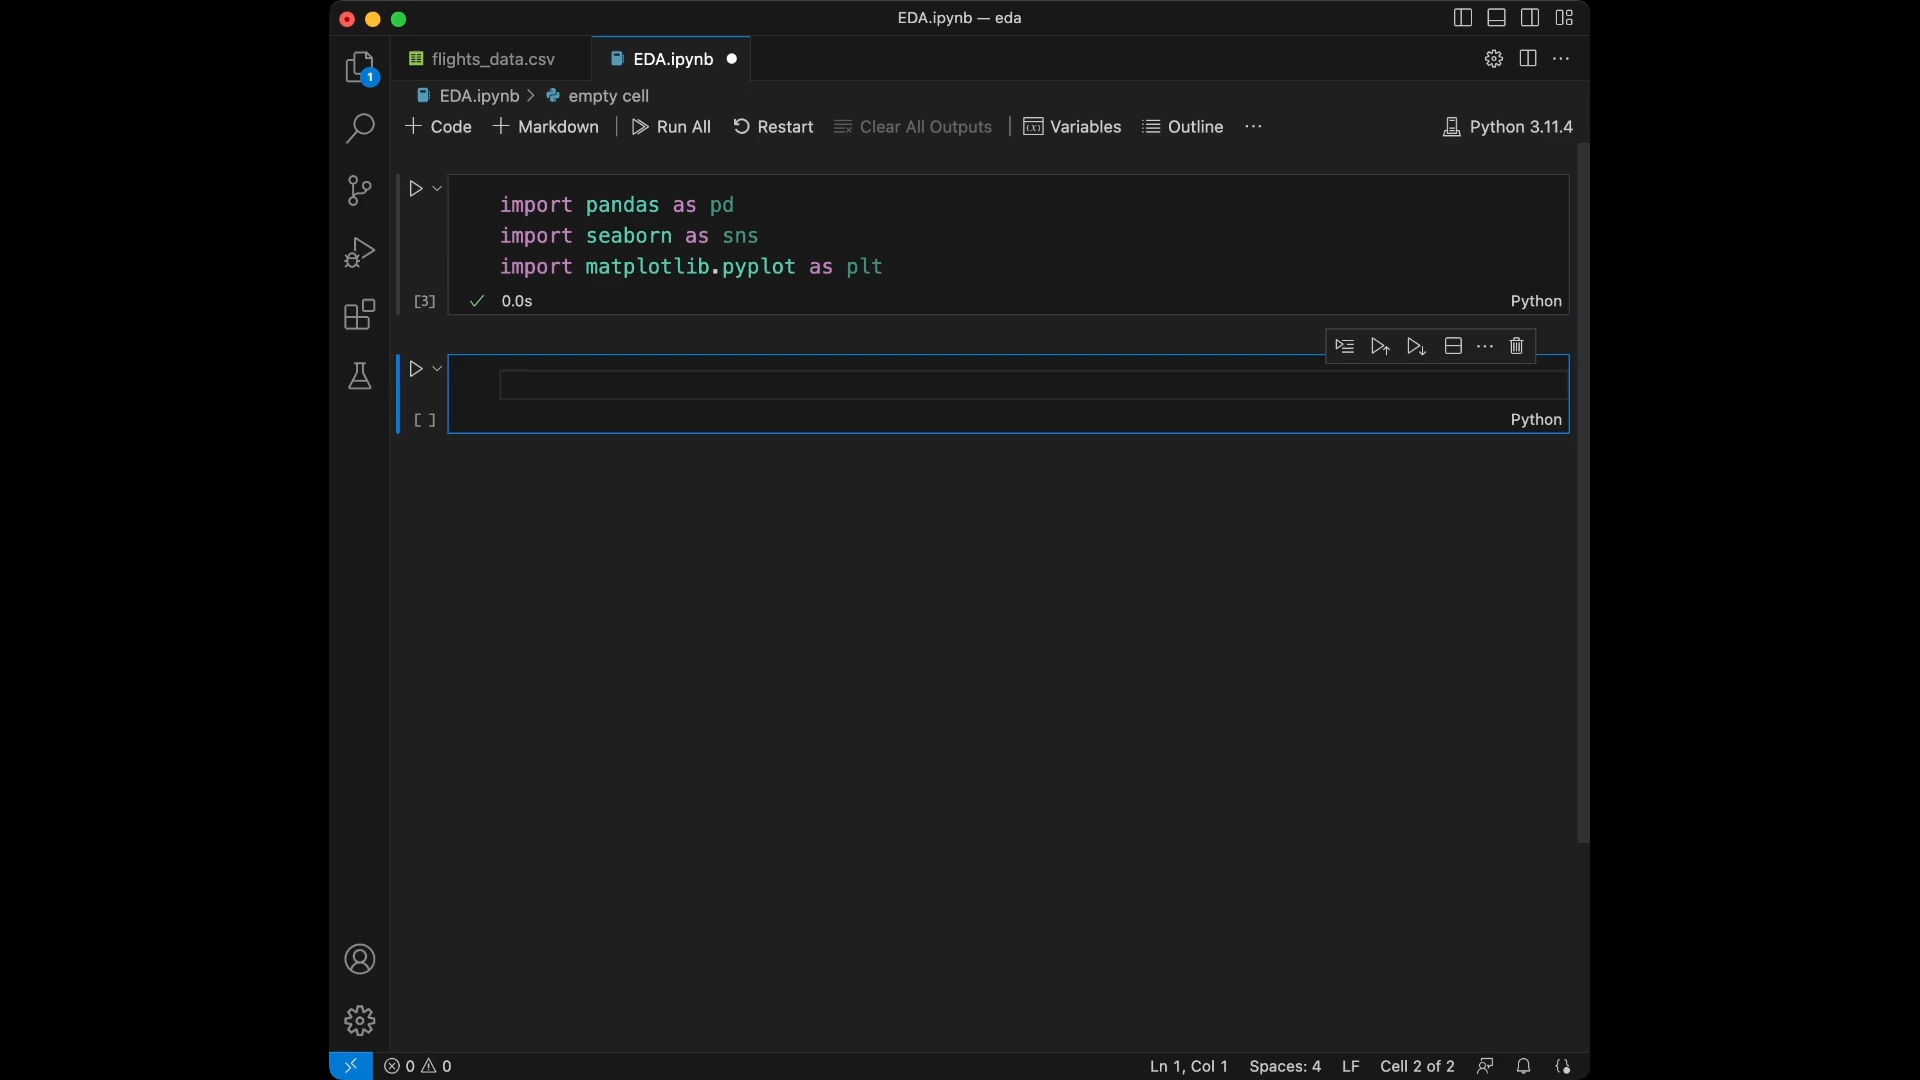 EDA.ipynb — eda
flights_data.csv
EDA.ipynb
EDA.ipynb > empty cell
+ Code + Markdown | Run All Restart Clear All Outputs | Variables Outline ... Python 3.11.4
1
import pandas as pd
import seaborn as sns
import matplotlib.pyplot as plt
[3] ✓ 0.0s Python
[ ] Python
0 0 Ln 1, Col 1 Spaces: 4 LF Cell 2 of 2